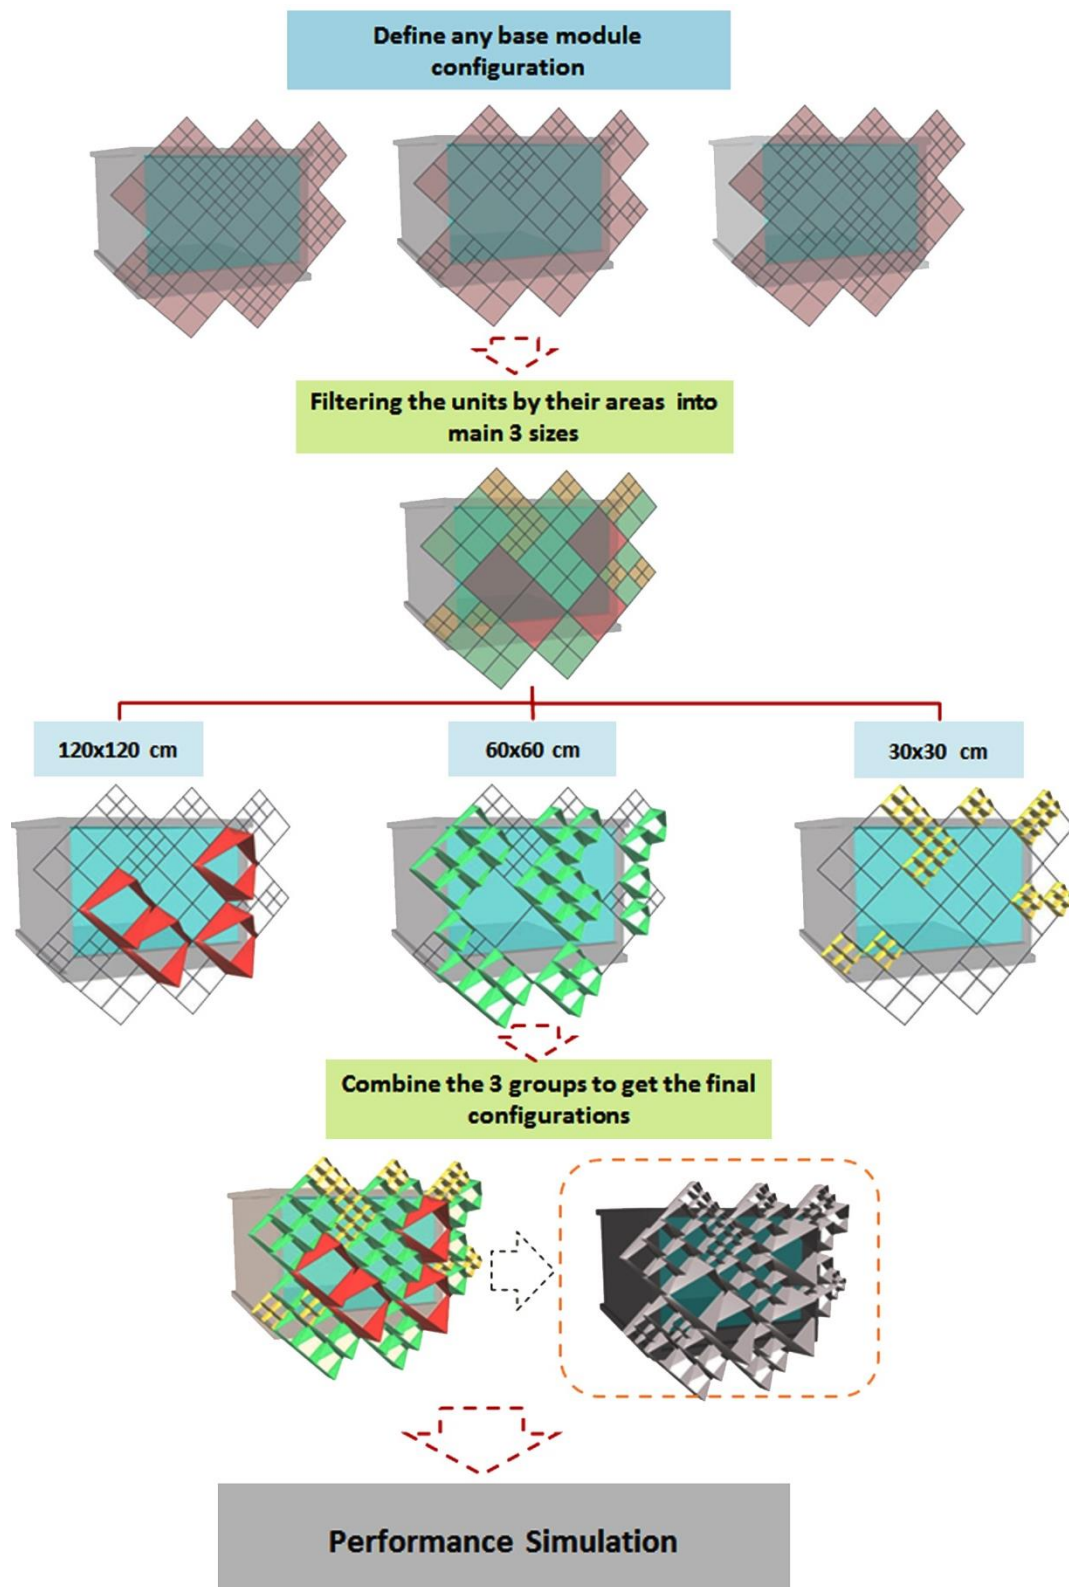 Define any base module
configuration
Filtering the units by their areas into
main 3 sizes
120x120 cm
60x60 cm
30x30 cm
Combine the 3 groups to get the final
configurations
Performance Simulation